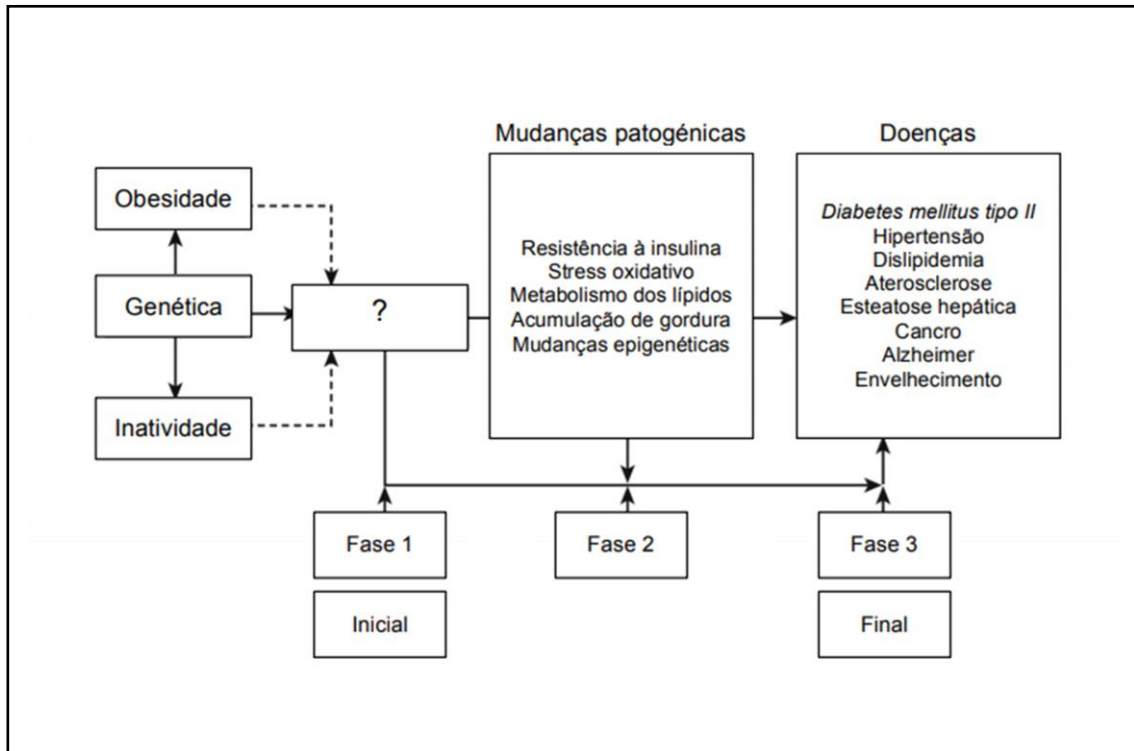 Mudanças patogénicas
Doenças
Obesidade
Genética
Inatividade
?
Resistência à insulina
Stress oxidativo
Metabolismo dos lípidos
Acumulação de gordura
Mudanças epigenéticas
Diabetes mellitus tipo II
Hipertensão
Dislipidemia
Aterosclerose
Esteatose hepática
Cancro
Alzheimer
Envelhecimento
Fase 1
Fase 2
Fase 3
Inicial
Final